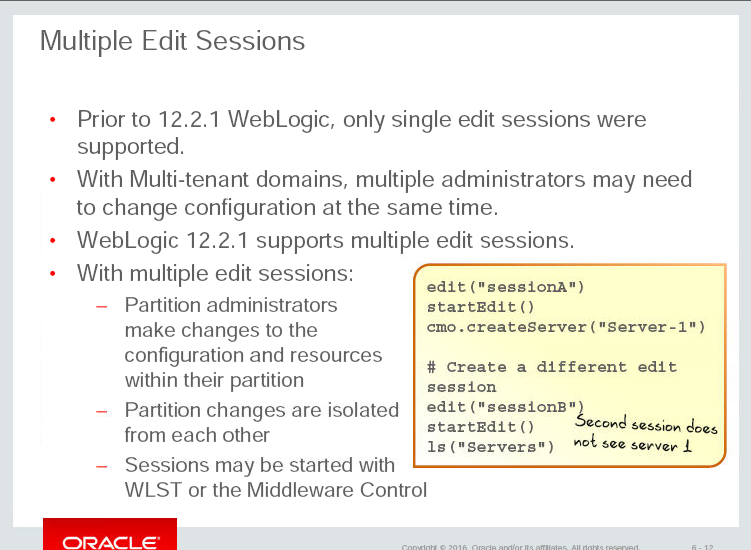 Multiple Edit Sessions
• Prior to 12.2.1 WebLogic, only single edit sessions were
supported.
• With Multi-tenant domains, multiple administrators may need
to change configuration at the same time.
• WebLogic 12.2.1 supports multiple edit sessions.
• With multiple edit sessions:
– Partition administrators
make changes to the
configuration and resources
within their partition
– Partition changes are isolated
from each other
– Sessions may be started with
WLST or the Middleware Control
edit("sessionA")
startEdit()
cmo.createServer("Server-1")
# Create a different edit
session
edit("sessionB")
startEdit()
ls("Servers")
Second session does
not see server 1
ORACLE
Copyright © 2016, Oracle and/or its affiliates. All rights reserved.
6 - 12